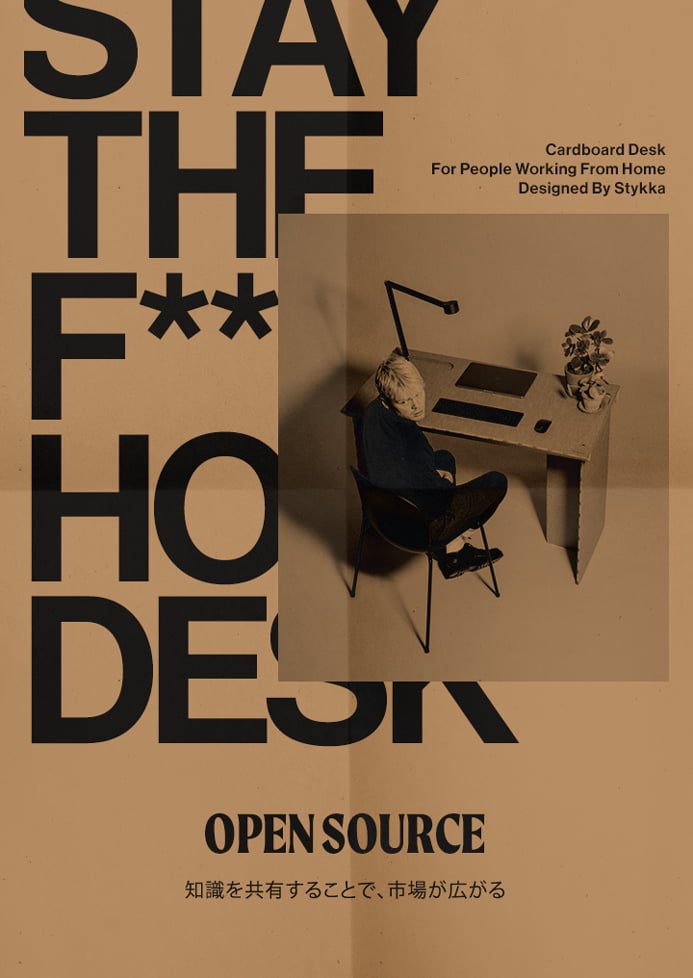 STAY
THE
F**
HO
DESK
Cardboard Desk
For People Working From Home
Designed By Stykka
OPEN SOURCE
知識を共有することで、市場が広がる